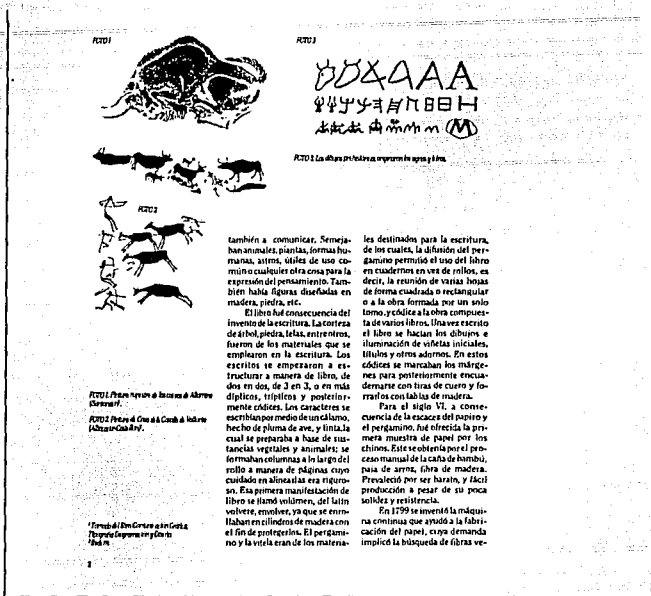 FOTO 1
FOTO 3
FOTO 2
también a comunicar. Semeja-
ban animales, plantas, formas hu-
manas, astros, útiles de uso co-
mún o cualquier otra cosa para la
expresión del pensamiento. Tam-
bién había figuras diseñadas en
madera, piedra, etc.
El libro fué consecuencia del
invento de la escritura. La corteza
de árbol, piedra, telas, entre otros,
fueron de los materiales que se
emplearon en la escritura. Los
escritos se empezaron a es-
tructurar a manera de libro, de
dos en dos, de 3 en 3, o en más
dípticos, trípticos y posterior-
mente códices. Los caracteres se
escribían por medio de un cálamo,
hecho de pluma de ave, y tinta, la
cual se preparaba a base de sus-
tancias vegetales y animales; se
formaban columnas a lo largo del
rollo a manera de páginas cuyo
cuidado en alinearlas era riguro-
so. Esa primera manifestación de
libro se llamó volúmen, del latín
volvere, envolver, ya que se enro-
llaban en cilindros de madera con
el fin de protegerlos. El pergami-
no y la vitela eran de los materia-
les destinados para la escritura,
de los cuales, la difusión del per-
gamino permitió el uso del libro
en cuadernos en vez de rollos, es
decir, la reunión de varias hojas
de forma cuadrada o rectangular
o a la obra formada por un solo
tomo, y códice a la obra compues-
ta de varios libros. Una vez escrito
el libro se hacían los dibujos e
iluminación de viñetas iniciales,
títulos y otros adornos. En estos
códices se marcaban los márge-
nes para posteriormente encua-
dernarse con tiras de cuero y fo-
rrarlos con tablas de madera.
Para el siglo VI, a conse-
cuencia de la escacez del papiro y
el pergamino, fué ofrecida la pri-
mera muestra de papel por los
chinos. Este se obtenía por el pro-
ceso manual de la caña de bambú,
paja de arroz, fibra de madera.
Prevaleció por ser barato, y fácil
producción a pesar de su poca
solidez y resistencia.
En 1799 se inventó la máqui-
na contínua que ayudó a la fabri-
cación del papel, cuya demanda
implicó la búsqueda de fibras ve-
FOTO 1. de las cuevas de Altamira
FOTO 2. Pintura de de la